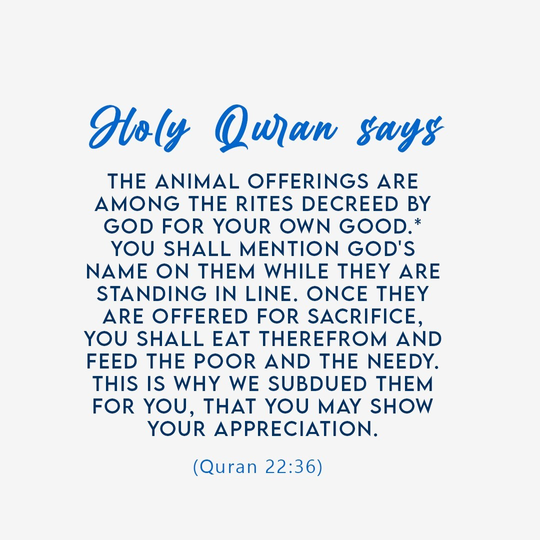 Holy Quran says
THE ANIMAL OFFERINGS ARE
AMONG THE RITES DECREED BY
GOD FOR YOUR OWN GOOD.*
YOU SHALL MENTION GOD'S
NAME ON THEM WHILE THEY ARE
STANDING IN LINE. ONCE THEY
ARE OFFERED FOR SACRIFICE,
YOU SHALL EAT THEREFROM AND
FEED THE POOR AND THE NEEDY.
THIS IS WHY WE SUBDUED THEM
FOR YOU, THAT YOU MAY SHOW
YOUR APPRECIATION.
(Quran 22:36)